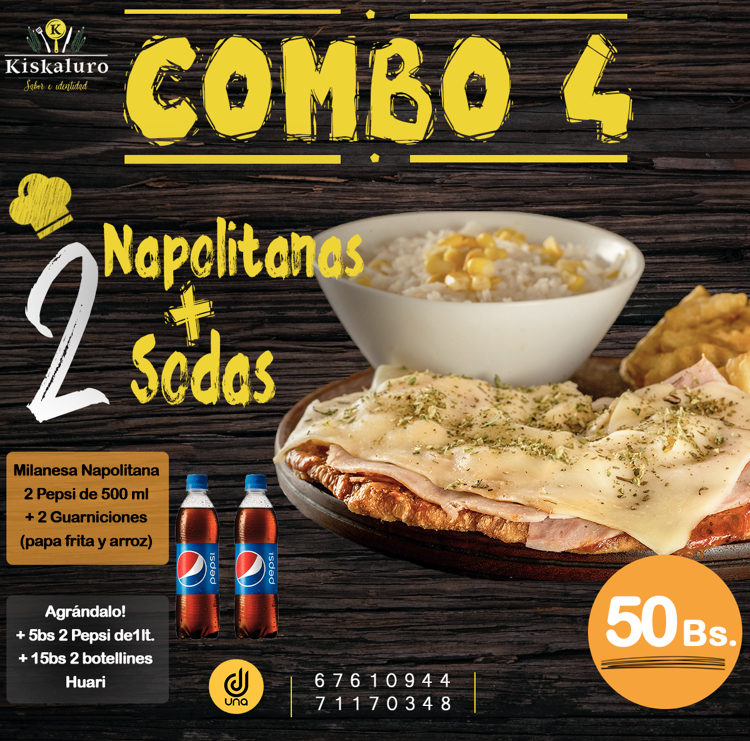 K
Kiskaluro
Sabor e identidad
COMBO 4
2 Napolitanas
+
Sodas
Milanesa Napolitana
2 Pepsi de 500 ml
+ 2 Guarniciones
(papa frita y arroz)
pepsi
pepsi
Agrándalo!
+ 5bs 2 Pepsi de1lt.
+ 15bs 2 botellines
Huari
una
67610944
71170348
50 Bs.